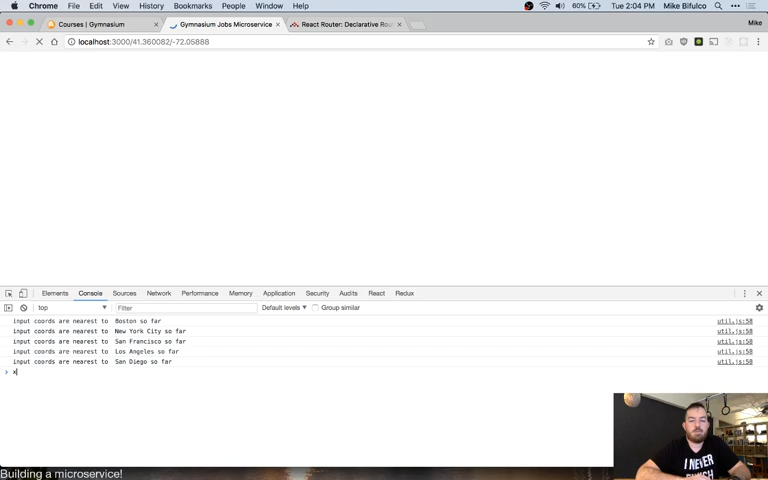 Chrome File Edit View History Bookmarks People Window Help 60% Tue 2:04 PM Mike Bifulco
Courses | Gymnasium Gymnasium Jobs Microservice React Router: Declarative Rou Mike
localhost:3000/41.360082/-72.05888
Elements Console Sources Network Performance Memory Application Security Audits React Redux
top Filter Default levels Group similar
input coords are nearest to Boston so far util.js:58
input coords are nearest to New York City so far util.js:58
input coords are nearest to San Francisco so far util.js:58
input coords are nearest to Los Angeles so far util.js:58
input coords are nearest to San Diego so far util.js:58
> x
I NEVER
FINISH
Building a microservice!